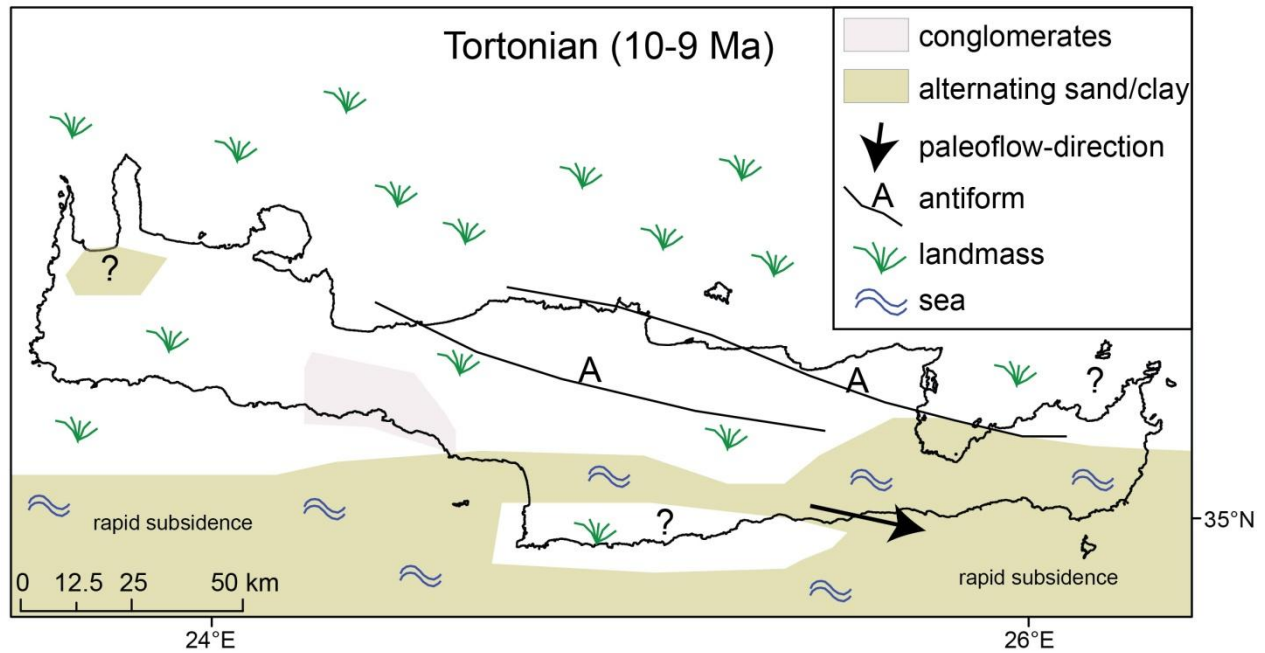 Tortonian (10-9 Ma)
conglomerates
alternating sand/clay
paleoflow-direction
A
antiform
landmass
sea
?
A
A
?
?
rapid subsidence
rapid subsidence
0 12.5 25 50 km
35°N
24°E
26°E